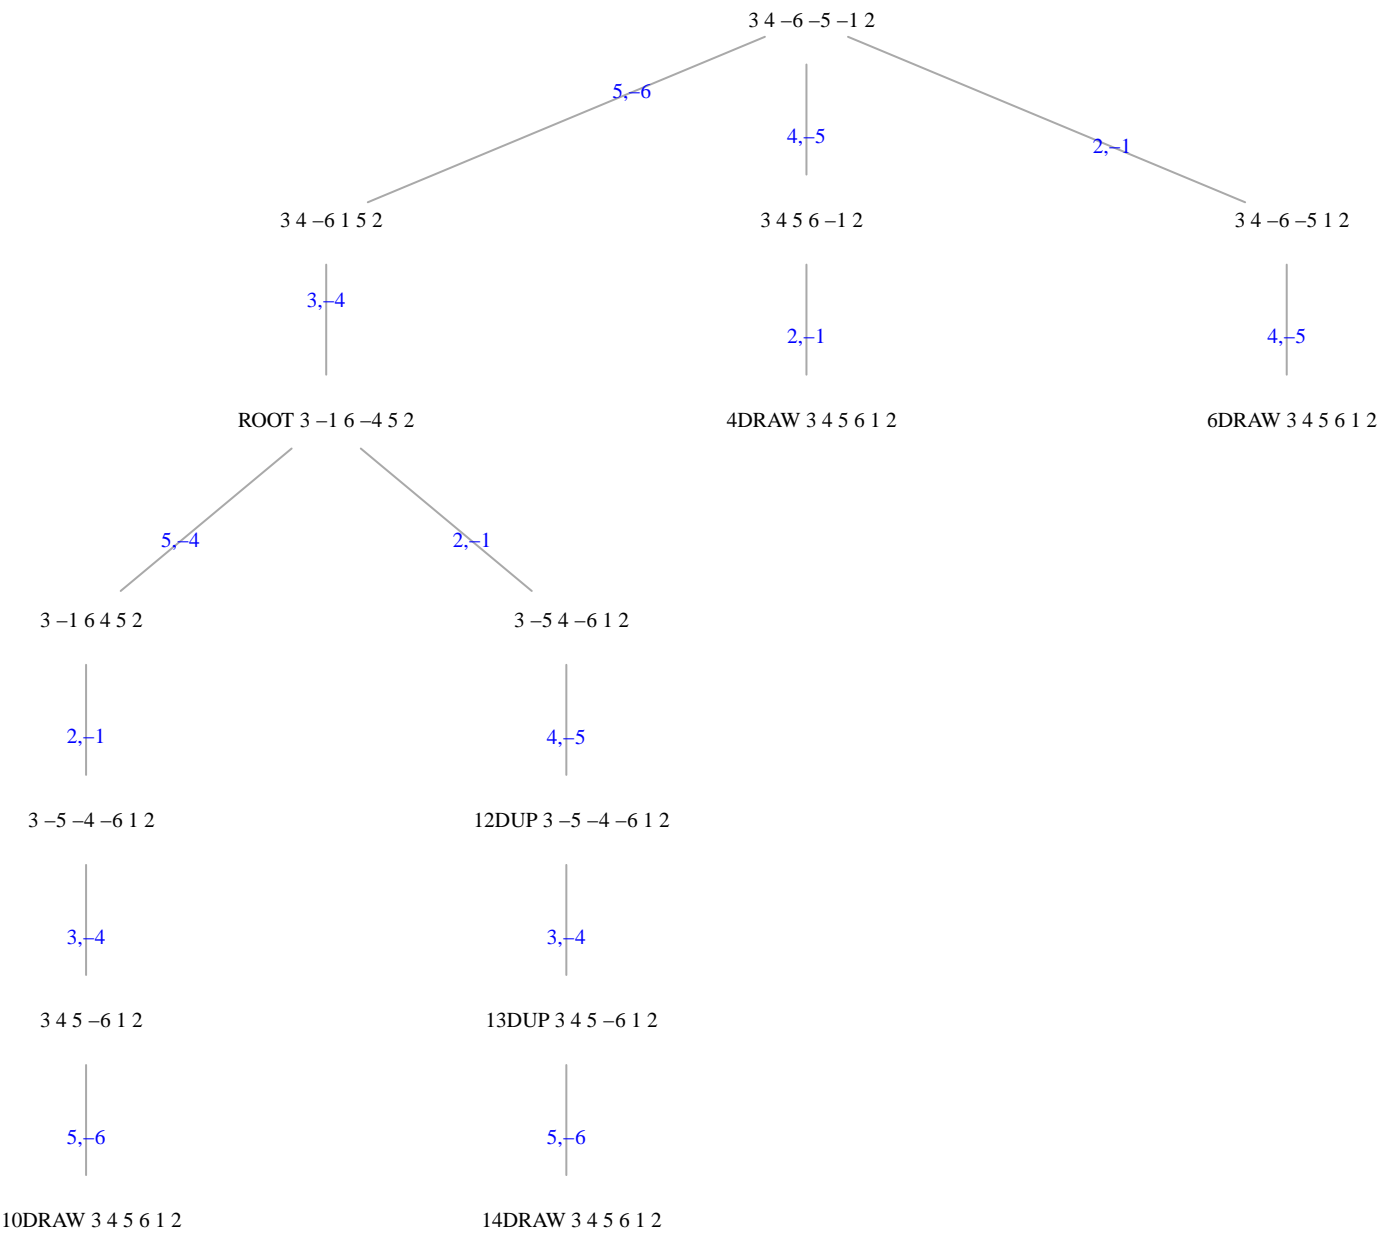 3 4 –6 –5 –1 2
5,–6
4,–5
2,–1
3 4 –6 1 5 2
3 4 5 6 –1 2
3 4 –6 –5 1 2
3,–4
2,–1
4,–5
ROOT 3 –1 6 –4 5 2
4DRAW 3 4 5 6 1 2
6DRAW 3 4 5 6 1 2
5,–4
2,–1
3 –1 6 4 5 2
3 –5 4 –6 1 2
2,–1
4,–5
3 –5 –4 –6 1 2
12DUP 3 –5 –4 –6 1 2
3,–4
3,–4
3 4 5 –6 1 2
13DUP 3 4 5 –6 1 2
5,–6
5,–6
10DRAW 3 4 5 6 1 2
14DRAW 3 4 5 6 1 2